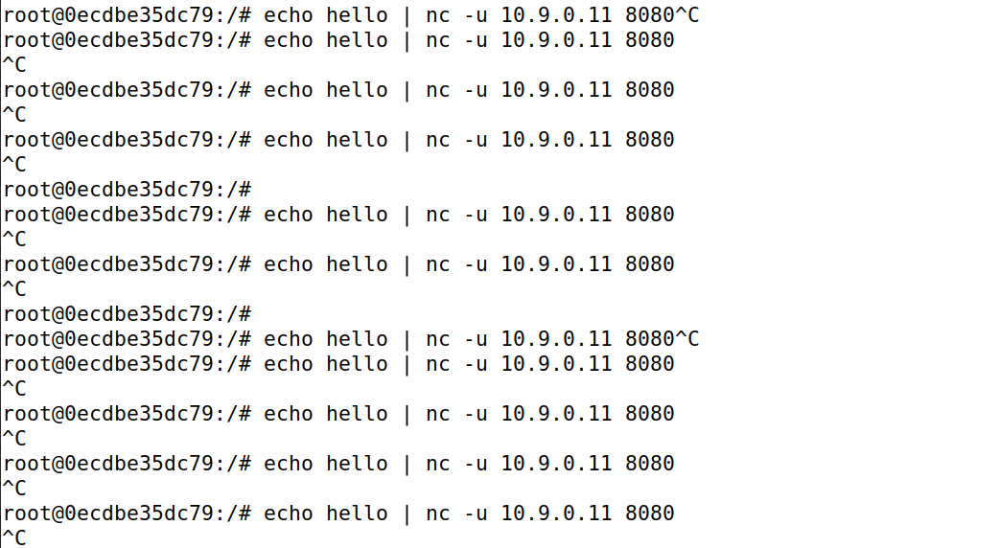 root@0ecdbe35dc79:/# echo hello | nc -u 10.9.0.11 8080^C
root@0ecdbe35dc79:/# echo hello | nc -u 10.9.0.11 8080
^C
root@0ecdbe35dc79:/# echo hello | nc -u 10.9.0.11 8080
^C
root@0ecdbe35dc79:/# echo hello | nc -u 10.9.0.11 8080
^C
root@0ecdbe35dc79:/#
root@0ecdbe35dc79:/# echo hello | nc -u 10.9.0.11 8080
^C
root@0ecdbe35dc79:/# echo hello | nc -u 10.9.0.11 8080
^C
root@0ecdbe35dc79:/#
root@0ecdbe35dc79:/# echo hello | nc -u 10.9.0.11 8080^C
root@0ecdbe35dc79:/# echo hello | nc -u 10.9.0.11 8080
^C
root@0ecdbe35dc79:/# echo hello | nc -u 10.9.0.11 8080
^C
root@0ecdbe35dc79:/# echo hello | nc -u 10.9.0.11 8080
^C
root@0ecdbe35dc79:/# echo hello | nc -u 10.9.0.11 8080
^C